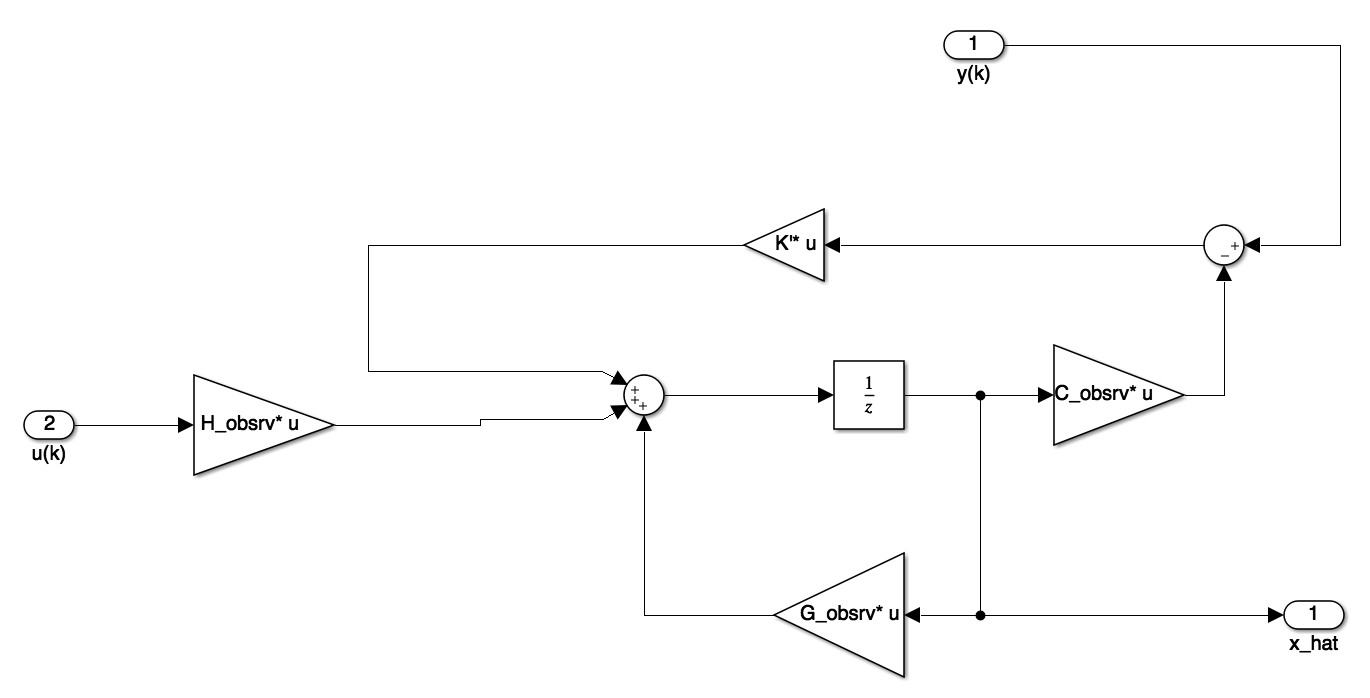 1
y(k)
K'* u
+
−
2
u(k)
H_obsrv* u
+
+
+
1
z
C_obsrv* u
G_obsrv* u
1
x_hat